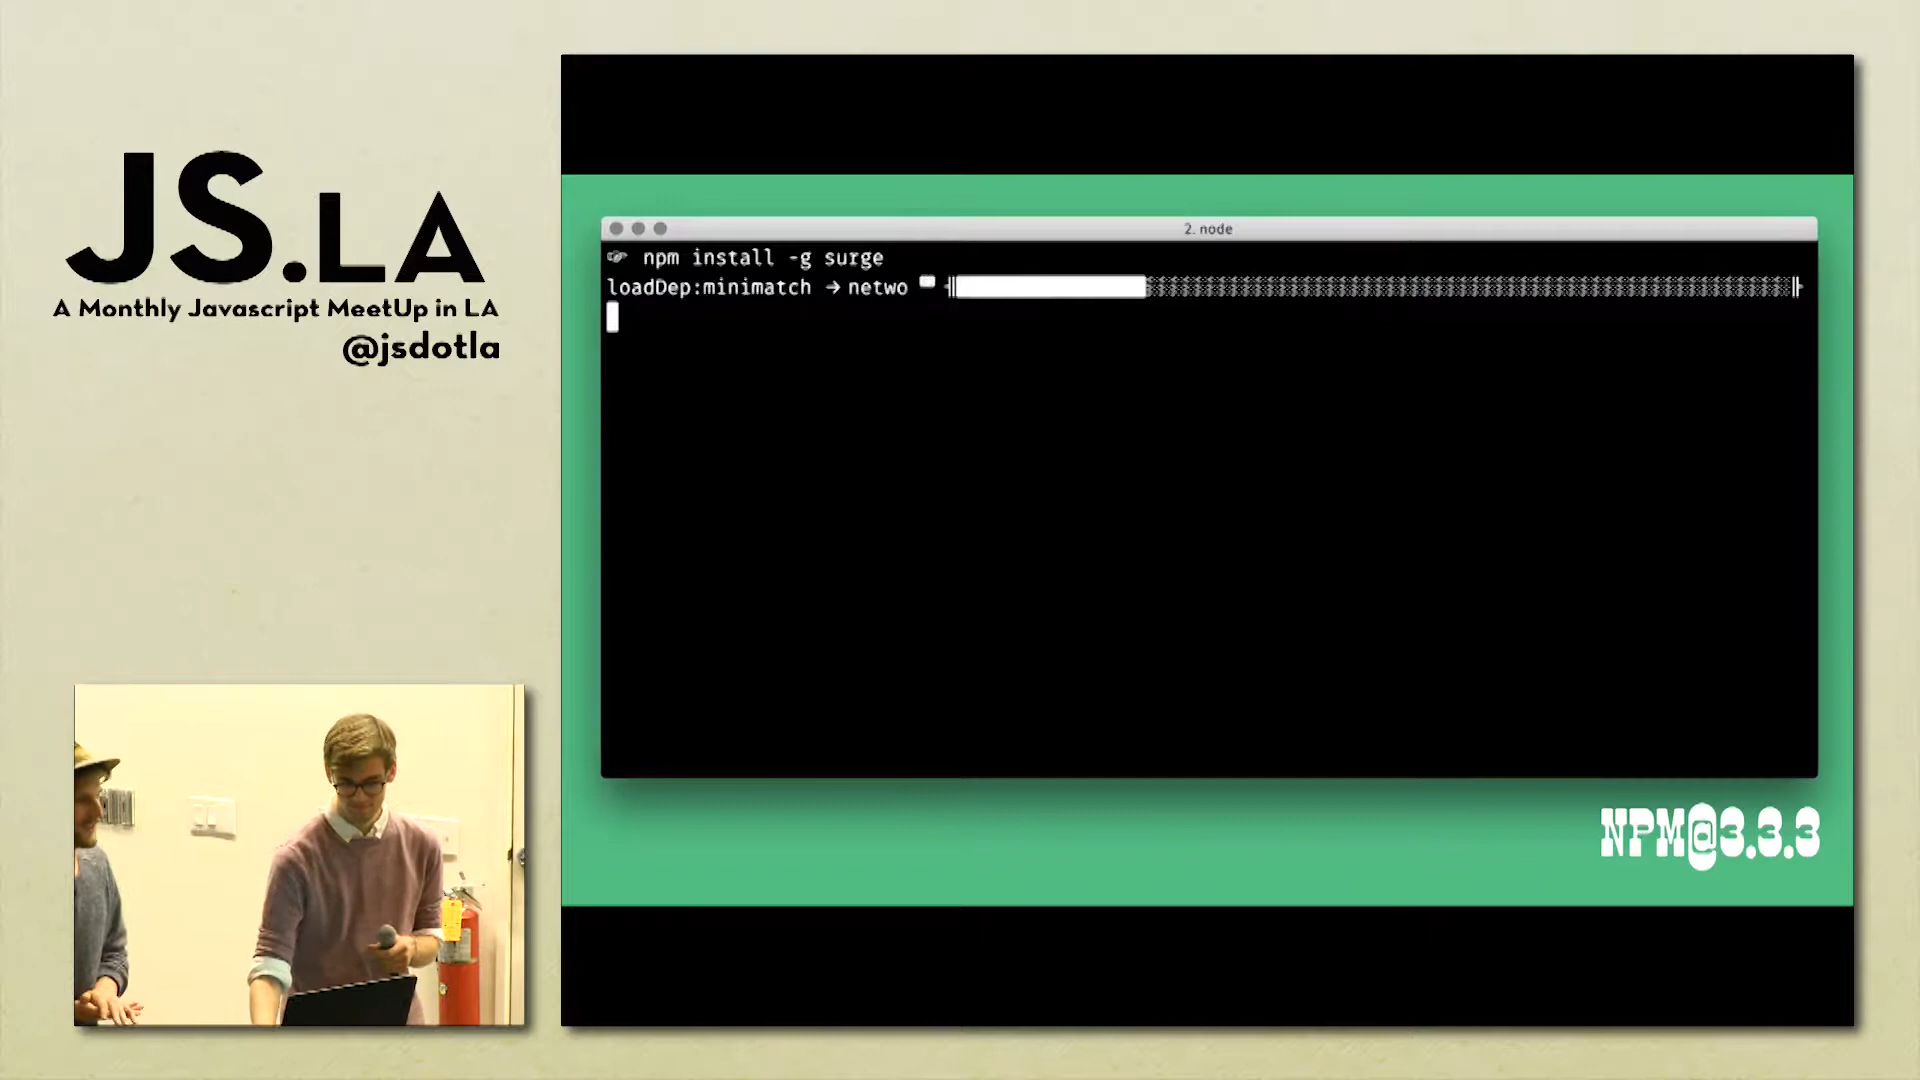 JS.LA
A Monthly Javascript MeetUp in LA
@jsdotla
2. node
npm install -g surge
loadDep:minimatch → netwo
NPM@3.3.3